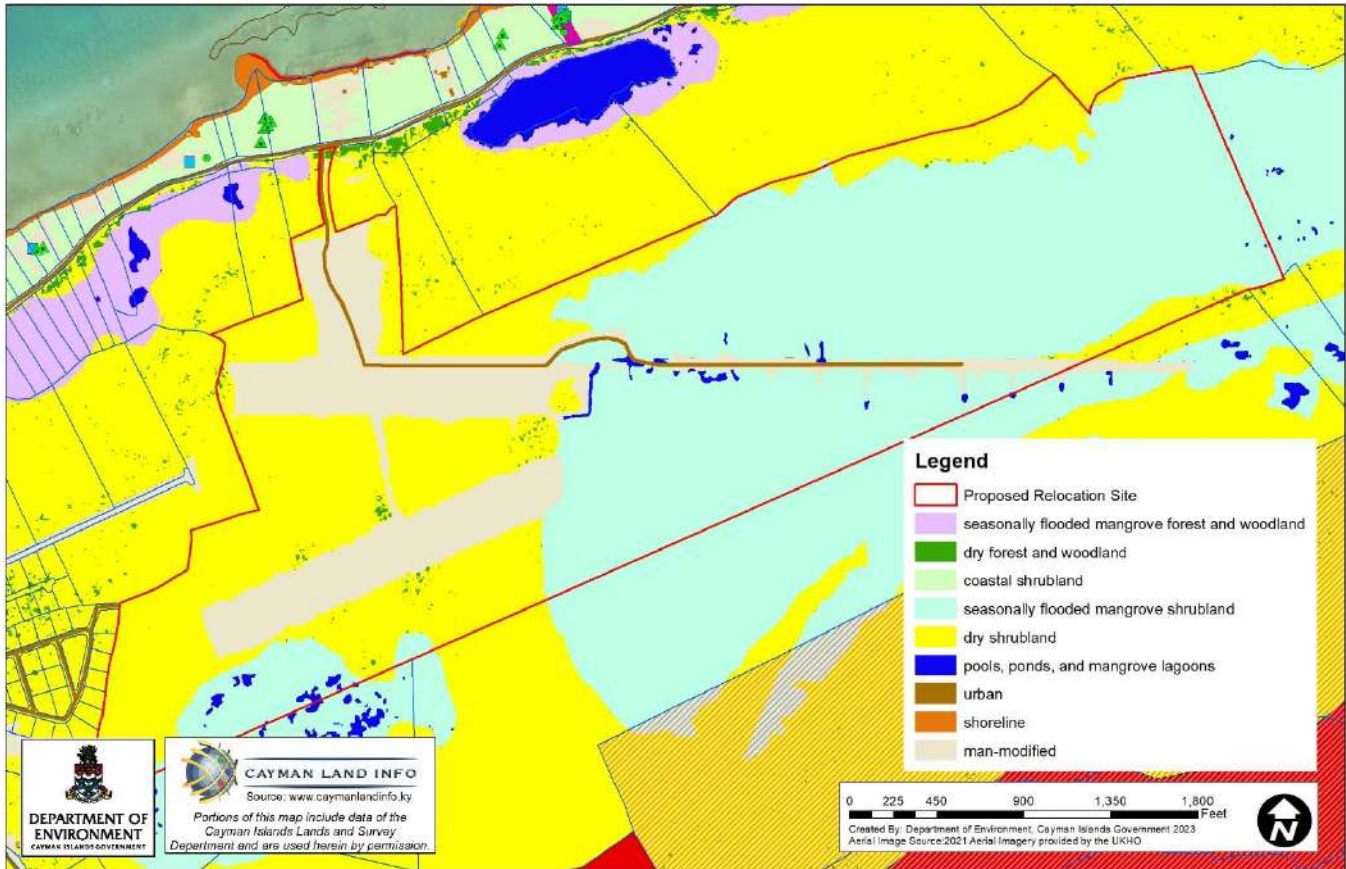 Legend
Proposed Relocation Site
seasonally flooded mangrove forest and woodland
dry forest and woodland
coastal shrubland
seasonally flooded mangrove shrubland
dry shrubland
pools, ponds, and mangrove lagoons
urban
shoreline
man-modified
DEPARTMENT OF
ENVIRONMENT
CAYMAN ISLANDS GOVERNMENT
CAYMAN LAND INFO
Source: www.caymanlandinfo.ky
Portions of this map include data of the
Cayman Islands Lands and Survey
Department and are used herein by permission.
0 225 450 900 1,350 1,800
Feet
Created By: Department of Environment, Cayman Islands Government 2023
Aerial Image Source:2021 Aerial Imagery provided by the UKHO
N